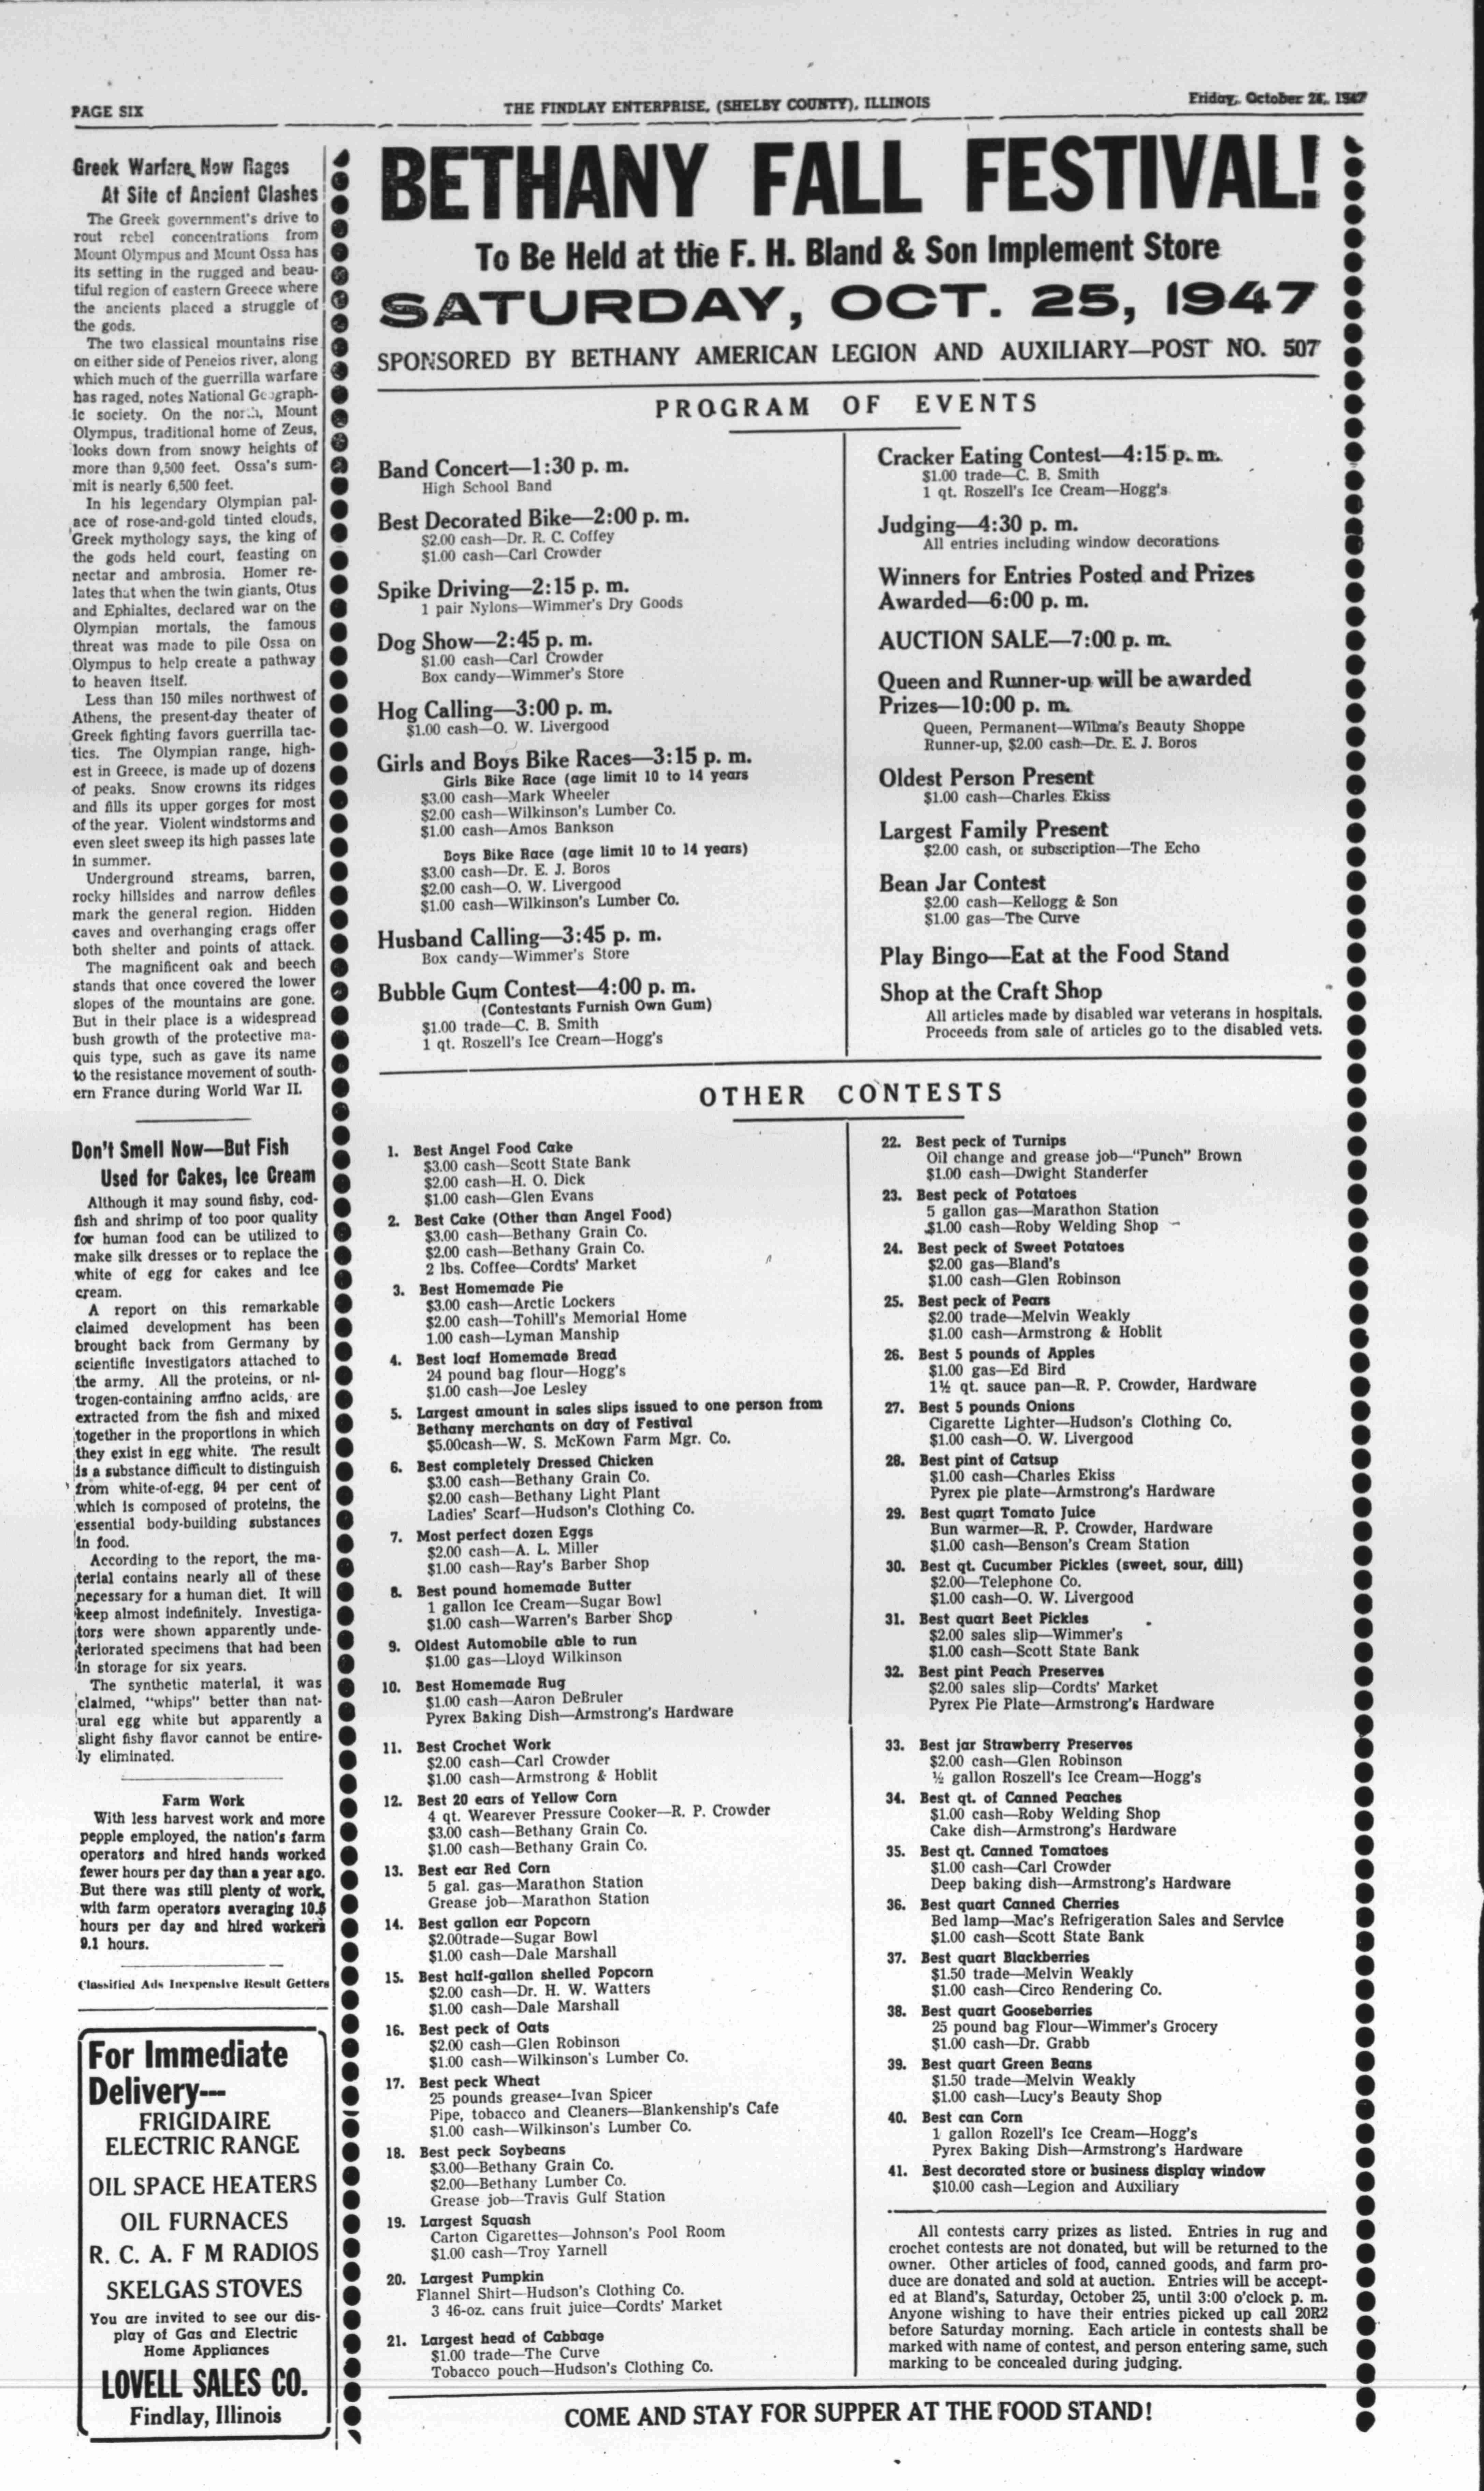 PAGE SIX
THE FINDLAY ENTERPRISE, (SHELBY COUNTY), ILLINOIS
Friday, October 24, 1947
Greek Warfare Now Rages
At Site of Ancient Clashes
The Greek government's drive to
rout rebel concentrations from
Mount Olympus and Mount Ossa has
its setting in the rugged and beau-
tiful region of eastern Greece where
the ancients placed a struggle of
the gods.
The two classical mountains rise
on either side of Peneios river, along
which much of the guerrilla warfare
has raged, notes National Geograph-
ic society. On the north, Mount
Olympus, traditional home of Zeus,
looks down from snowy heights of
more than 9,500 feet. Ossa's sum-
mit is nearly 6,500 feet.
In his legendary Olympian pal-
ace of rose-and-gold tinted clouds,
Greek mythology says, the king of
the gods held court, feasting on
nectar and ambrosia. Homer re-
lates that when the twin giants, Otus
and Ephialtes, declared war on the
Olympian mortals, the famous
threat was made to pile Ossa on
Olympus to help create a pathway
to heaven itself.
Less than 150 miles northwest of
Athens, the present-day theater of
Greek fighting favors guerrilla tac-
tics. The Olympian range, high-
est in Greece, is made up of dozens
of peaks. Snow crowns its ridges
and fills its upper gorges for most
of the year. Violent windstorms and
even sleet sweep its high passes late
in summer.
Underground streams, barren,
rocky hillsides and narrow defiles
mark the general region. Hidden
caves and overhanging crags offer
both shelter and points of attack.
The magnificent oak and beech
stands that once covered the lower
slopes of the mountains are gone.
But in their place is a widespread
bush growth of the protective ma-
quis type, such as gave its name
to the resistance movement of south-
ern France during World War II.
Don't Smell Now—But Fish
Used for Cakes, Ice Cream
Although it may sound fishy, cod-
fish and shrimp of too poor quality
for human food can be utilized to
make silk dresses or to replace the
white of egg for cakes and ice
cream.
A report on this remarkable
claimed development has been
brought back from Germany by
scientific investigators attached to
the army. All the proteins, or ni-
trogen-containing amino acids, are
extracted from the fish and mixed
together in the proportions in which
they exist in egg white. The result
is a substance difficult to distinguish
from white-of-egg, 94 per cent of
which is composed of proteins, the
essential body-building substances
in food.
According to the report, the ma-
terial contains nearly all of these
necessary for a human diet. It will
keep almost indefinitely. Investiga-
tors were shown apparently unde-
teriorated specimens that had been
in storage for six years.
The synthetic material, it was
claimed, "whips" better than nat-
ural egg white but apparently a
slight fishy flavor cannot be entire-
ly eliminated.
Farm Work
With less harvest work and more
people employed, the nation's farm
operators and hired hands worked
fewer hours per day than a year ago.
But there was still plenty of work,
with farm operators averaging
hours per day and hired workers
9.1 hours.
Classified Ads Inexpensive Result Getters
For Immediate
Delivery---
FRIGIDAIRE
ELECTRIC RANGE
OIL SPACE HEATERS
OIL FURNACES
R. C. A. F M RADIOS
SKELGAS STOVES
You are invited to see our dis-
play of Gas and Electric
Home Appliances
LOVELL SALES CO.
Findlay, Illinois
BETHANY FALL FESTIVAL!
To Be Held at the F. H. Bland & Son Implement Store
SATURDAY, OCT. 25, 1947
SPONSORED BY BETHANY AMERICAN LEGION AND AUXILIARY—POST NO. 507
PROGRAM OF EVENTS
Band Concert—1:30 p. m.
High School Band
Best Decorated Bike—2:00 p. m.
$2.00 cash—Dr. R. C. Coffey
$1.00 cash—Carl Crowder
Spike Driving—2:15 p. m.
1 pair Nylons—Wimmer's Dry Goods
Dog Show—2:45 p. m.
$1.00 cash—Carl Crowder
Box candy—Wimmer's Store
Hog Calling—3:00 p. m.
$1.00 cash—O. W. Livergood
Girls and Boys Bike Races—3:15 p. m.
Girls Bike Race (age limit 10 to 14 years
$3.00 cash—Mark Wheeler
$2.00 cash—Wilkinson's Lumber Co.
$1.00 cash—Amos Bankson
Boys Bike Race (age limit 10 to 14 years)
$3.00 cash—Dr. E. J. Boros
$2.00 cash—O. W. Livergood
$1.00 cash—Wilkinson's Lumber Co.
Husband Calling—3:45 p. m.
Box candy—Wimmer's Store
Bubble Gum Contest—4:00 p. m.
(Contestants Furnish Own Gum)
$1.00 trade—C. B. Smith
1 qt. Roszell's Ice Cream—Hogg's
Cracker Eating Contest—4:15 p. m.
$1.00 trade—C. B. Smith
1 qt. Roszell's Ice Cream—Hogg's
Judging—4:30 p. m.
All entries including window decorations
Winners for Entries Posted and Prizes
Awarded—6:00 p. m.
AUCTION SALE—7:00 p. m.
Queen and Runner-up will be awarded
Prizes—10:00 p. m.
Queen, Permanent—Wilma's Beauty Shoppe
Runner-up, $2.00 cash—Dr. E. J. Boros
Oldest Person Present
$1.00 cash—Charles Ekiss
Largest Family Present
$2.00 cash, or subscription—The Echo
Bean Jar Contest
$2.00 cash—Kellogg & Son
$1.00 gas—The Curve
Play Bingo—Eat at the Food Stand
Shop at the Craft Shop
All articles made by disabled war veterans in hospitals.
Proceeds from sale of articles go to the disabled vets.
OTHER CONTESTS
1. Best Angel Food Cake
$3.00 cash—Scott State Bank
$2.00 cash—H. O. Dick
$1.00 cash—Glen Evans
2. Best Cake (Other than Angel Food)
$3.00 cash—Bethany Grain Co.
$2.00 cash—Bethany Grain Co.
2 lbs. Coffee—Cordts' Market
3. Best Homemade Pie
$3.00 cash—Arctic Lockers
$2.00 cash—Tohill's Memorial Home
1.00 cash—Lyman Manship
4. Best loaf Homemade Bread
24 pound bag flour—Hogg's
$1.00 cash—Joe Lesley
5. Largest amount in sales slips issued to one person from
Bethany merchants on day of Festival
$5.00cash—W. S. McKown Farm Mgr. Co.
6. Best completely Dressed Chicken
$3.00 cash—Bethany Grain Co.
$2.00 cash—Bethany Light Plant
Ladies' Scarf—Hudson's Clothing Co.
7. Most perfect dozen Eggs
$2.00 cash—A. L. Miller
$1.00 cash—Ray's Barber Shop
8. Best pound homemade Butter
1 gallon Ice Cream—Sugar Bowl
$1.00 cash—Warren's Barber Shop
9. Oldest Automobile able to run
$1.00 gas—Lloyd Wilkinson
10. Best Homemade Rug
$1.00 cash—Aaron DeBruler
Pyrex Baking Dish—Armstrong's Hardware
11. Best Crochet Work
$2.00 cash—Carl Crowder
$1.00 cash—Armstrong & Hoblit
12. Best 20 ears of Yellow Corn
4 qt. Wearever Pressure Cooker—R. P. Crowder
$3.00 cash—Bethany Grain Co.
$1.00 cash—Bethany Grain Co.
13. Best ear Red Corn
5 gal. gas—Marathon Station
Grease job—Marathon Station
14. Best gallon ear Popcorn
$2.00trade—Sugar Bowl
$1.00 cash—Dale Marshall
15. Best half-gallon shelled Popcorn
$2.00 cash—Dr. H. W. Watters
$1.00 cash—Dale Marshall
16. Best peck of Oats
$2.00 cash—Glen Robinson
$1.00 cash—Wilkinson's Lumber Co.
17. Best peck Wheat
25 pounds grease—Ivan Spicer
Pipe, tobacco and Cleaners—Blankenship's Cafe
$1.00 cash—Wilkinson's Lumber Co.
18. Best peck Soybeans
$3.00—Bethany Grain Co.
$2.00—Bethany Lumber Co.
Grease job—Travis Gulf Station
19. Largest Squash
Carton Cigarettes—Johnson's Pool Room
$1.00 cash—Troy Yarnell
20. Largest Pumpkin
Flannel Shirt—Hudson's Clothing Co.
3 46-oz. cans fruit juice—Cordts' Market
21. Largest head of Cabbage
$1.00 trade—The Curve
Tobacco pouch—Hudson's Clothing Co.
22. Best peck of Turnips
Oil change and grease job—"Punch" Brown
$1.00 cash—Dwight Standerfer
23. Best peck of Potatoes
5 gallon gas—Marathon Station
$1.00 cash—Roby Welding Shop
24. Best peck of Sweet Potatoes
$2.00 gas—Bland's
$1.00 cash—Glen Robinson
25. Best peck of Pears
$2.00 trade—Melvin Weakly
$1.00 cash—Armstrong & Hoblit
26. Best 5 pounds of Apples
$1.00 gas—Ed Bird
1½ qt. sauce pan—R. P. Crowder, Hardware
27. Best 5 pounds Onions
Cigarette Lighter—Hudson's Clothing Co.
$1.00 cash—O. W. Livergood
28. Best pint of Catsup
$1.00 cash—Charles Ekiss
Pyrex pie plate—Armstrong's Hardware
29. Best quart Tomato Juice
Bun warmer—R. P. Crowder, Hardware
$1.00 cash—Benson's Cream Station
30. Best qt. Cucumber Pickles (sweet, sour, dill)
$2.00—Telephone Co.
$1.00 cash—O. W. Livergood
31. Best quart Beet Pickles
$2.00 sales slip—Wimmer's
$1.00 cash—Scott State Bank
32. Best pint Peach Preserves
$2.00 sales slip—Cordts' Market
Pyrex Pie Plate—Armstrong's Hardware
33. Best jar Strawberry Preserves
$2.00 cash—Glen Robinson
½ gallon Roszell's Ice Cream—Hogg's
34. Best qt. of Canned Peaches
$1.00 cash—Roby Welding Shop
Cake dish—Armstrong's Hardware
35. Best qt. Canned Tomatoes
$1.00 cash—Carl Crowder
Deep baking dish—Armstrong's Hardware
36. Best quart Canned Cherries
Bed lamp—Mac's Refrigeration Sales and Service
$1.00 cash—Scott State Bank
37. Best quart Blackberries
$1.50 trade—Melvin Weakly
$1.00 cash—Circo Rendering Co.
38. Best quart Gooseberries
25 pound bag Flour—Wimmer's Grocery
$1.00 cash—Dr. Grabb
39. Best quart Green Beans
$1.50 trade—Melvin Weakly
$1.00 cash—Lucy's Beauty Shop
40. Best can Corn
1 gallon Rozell's Ice Cream—Hogg's
Pyrex Baking Dish—Armstrong's Hardware
41. Best decorated store or business display window
$10.00 cash—Legion and Auxiliary
All contests carry prizes as listed. Entries in rug and
crochet contests are not donated, but will be returned to the
owner. Other articles of food, canned goods, and farm pro-
duce are donated and sold at auction. Entries will be accept-
ed at Bland's, Saturday, October 25, until 3:00 o'clock p. m.
Anyone wishing to have their entries picked up call 20R2
before Saturday morning. Each article in contests shall be
marked with name of contest, and person entering same, such
marking to be concealed during judging.
COME AND STAY FOR SUPPER AT THE FOOD STAND!